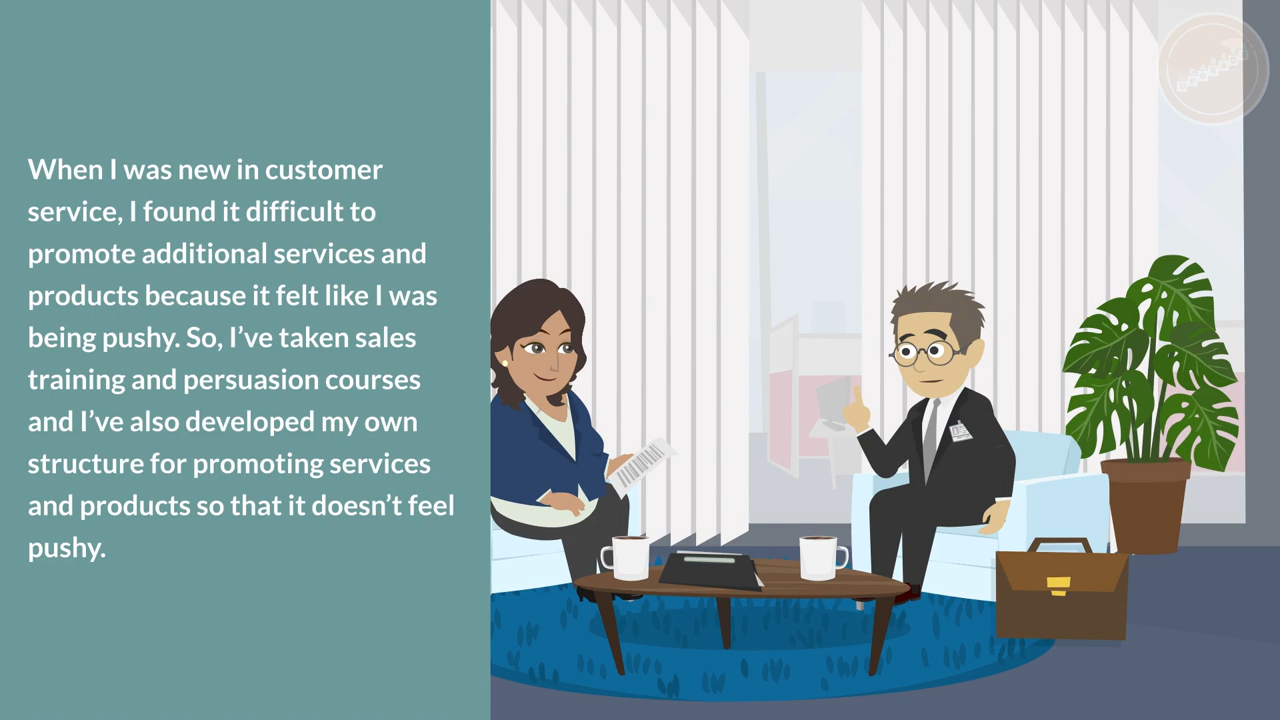 When I was new in customer
service, I found it difficult to
promote additional services and
products because it felt like I was
being pushy. So, I’ve taken sales
training and persuasion courses
and I’ve also developed my own
structure for promoting services
and products so that it doesn’t feel
pushy.